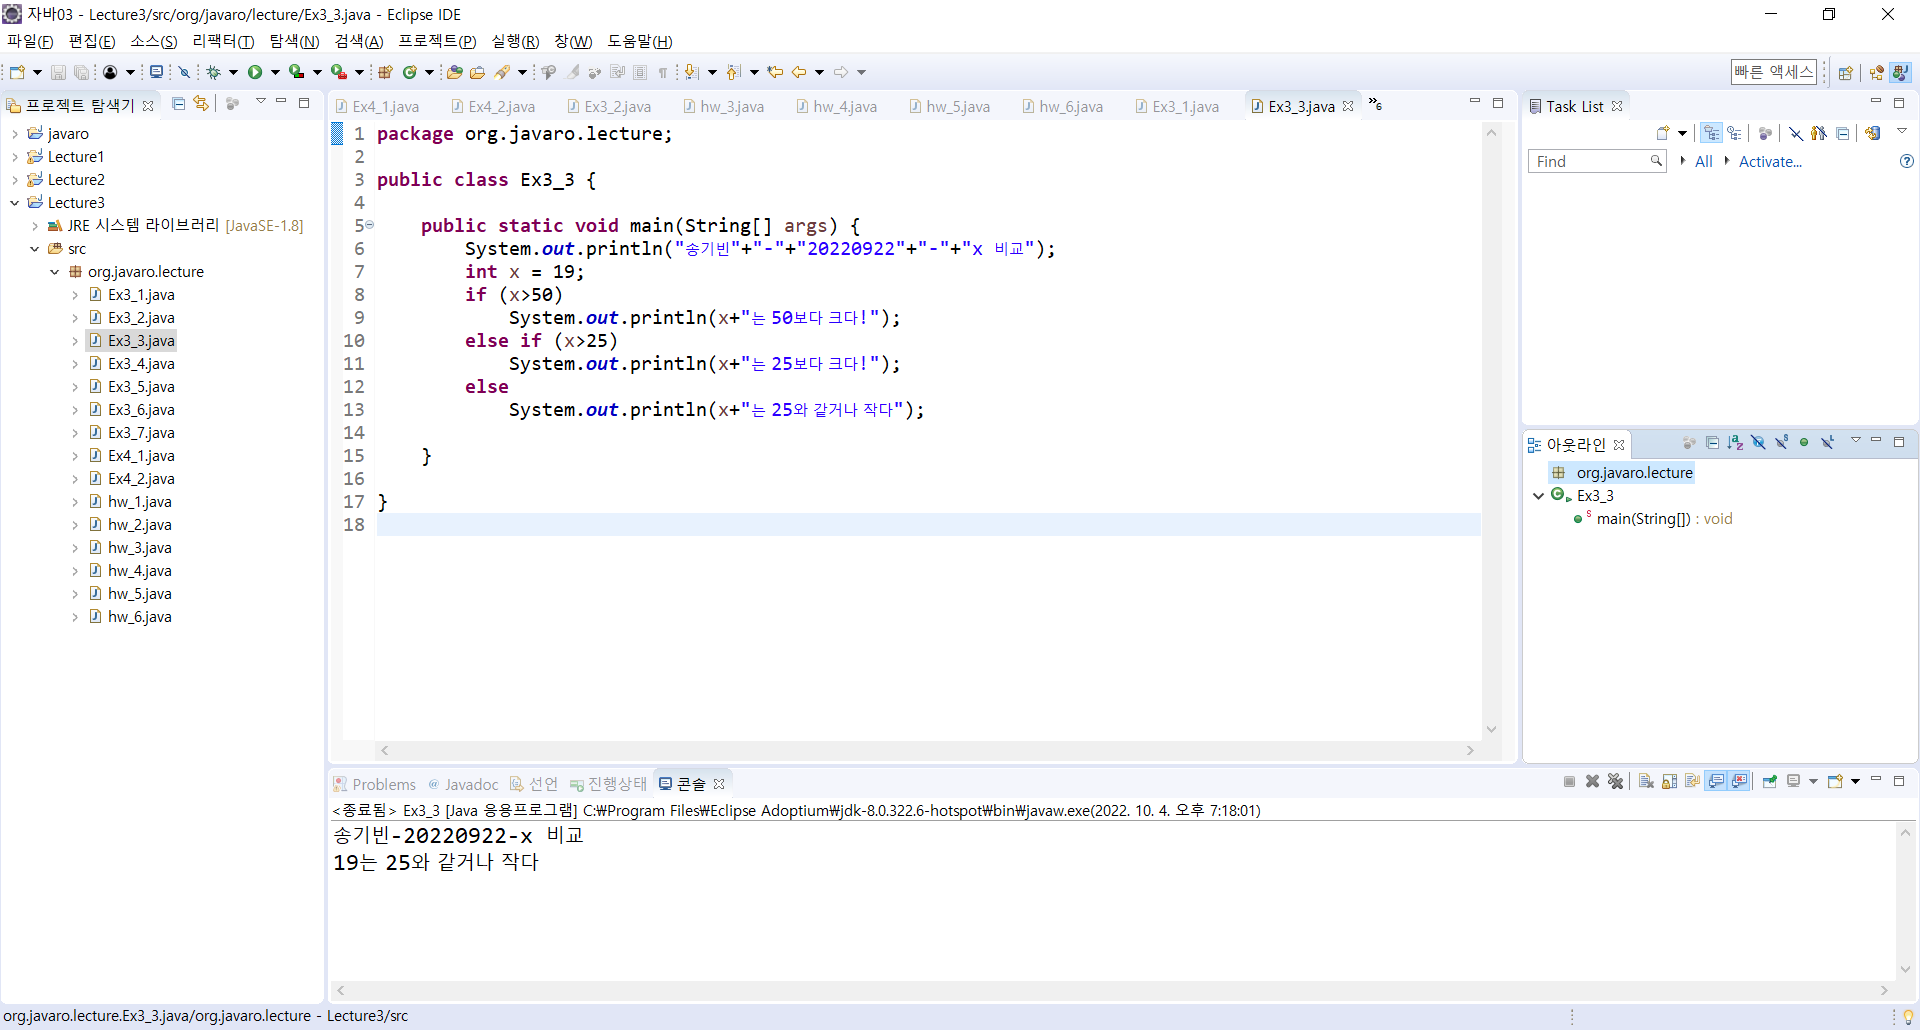 자바03 - Lecture3/src/org/javaro/lecture/Ex3_3.java - Eclipse IDE
파일(F) 편집(E) 소스(S) 리팩터(T) 탐색(N) 검색(A) 프로젝트(P) 실행(R) 창(W) 도움말(H)
빠른 액세스
프로젝트 탐색기
javaro
Lecture1
Lecture2
Lecture3
JRE 시스템 라이브러리 [JavaSE-1.8]
src
org.javaro.lecture
Ex3_1.java
Ex3_2.java
Ex3_3.java
Ex3_4.java
Ex3_5.java
Ex3_6.java
Ex3_7.java
Ex4_1.java
Ex4_2.java
hw_1.java
hw_2.java
hw_3.java
hw_4.java
hw_5.java
hw_6.java
Ex4_1.java Ex4_2.java Ex3_2.java hw_3.java hw_4.java hw_5.java hw_6.java Ex3_1.java Ex3_3.java »6
1 package org.javaro.lecture;
2
3 public class Ex3_3 {
4
5 public static void main(String[] args) {
6 System.out.println("송기빈"+"-"+"20220922"+"-"+"x 비교");
7 int x = 19;
8 if (x>50)
9 System.out.println(x+"는 50보다 크다!");
10 else if (x>25)
11 System.out.println(x+"는 25보다 크다!");
12 else
13 System.out.println(x+"는 25와 같거나 작다");
14
15 }
16
17 }
18
Task List
Find All Activate...
아웃라인
org.javaro.lecture
Ex3_3
main(String[]) : void
Problems @ Javadoc 선언 진행상태 콘솔
<종료됨> Ex3_3 [Java 응용프로그램] C:₩Program Files₩Eclipse Adoptium₩jdk-8.0.322.6-hotspot₩bin₩javaw.exe(2022. 10. 4. 오후 7:18:01)
송기빈-20220922-x 비교
19는 25와 같거나 작다
org.javaro.lecture.Ex3_3.java/org.javaro.lecture - Lecture3/src